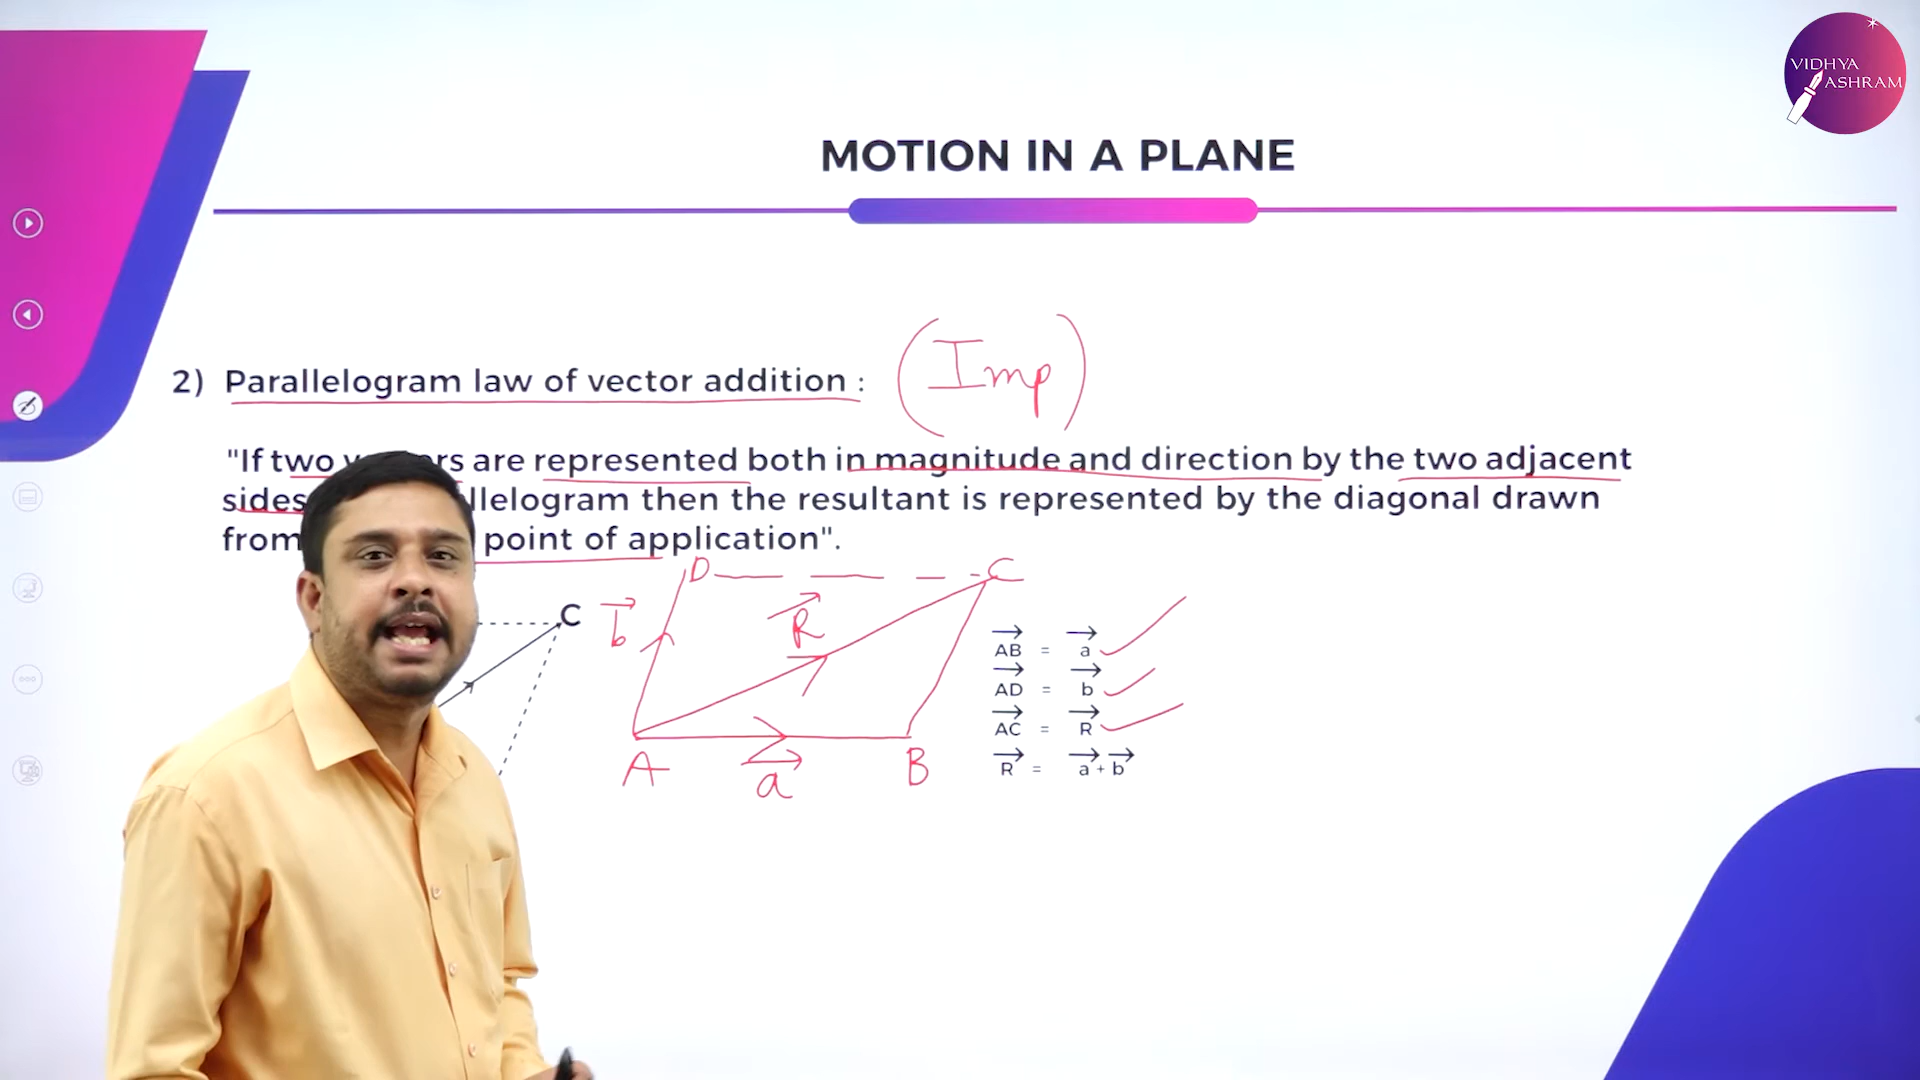 VIDHYA
ASHRAM
MOTION IN A PLANE
2) Parallelogram law of vector addition :
(Imp)
"If two are represented both in magnitude and direction by the two adjacent
sides then the resultant is represented by the diagonal drawn
from point of application".
D C
C
b
R
A B
a
AB = a
AD = b
AC = R
R = a + b